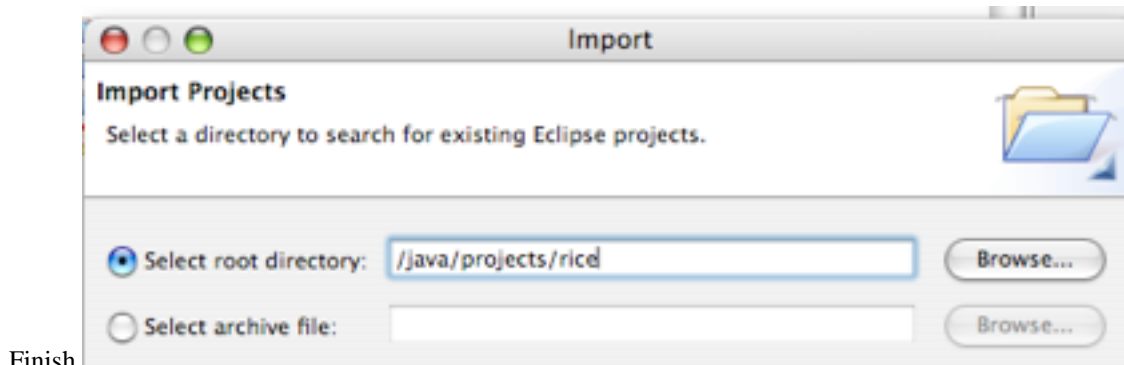 Import
Import Projects
Select a directory to search for existing Eclipse projects.
Select root directory: /java/projects/rice Browse...
Select archive file: Browse...
Finish